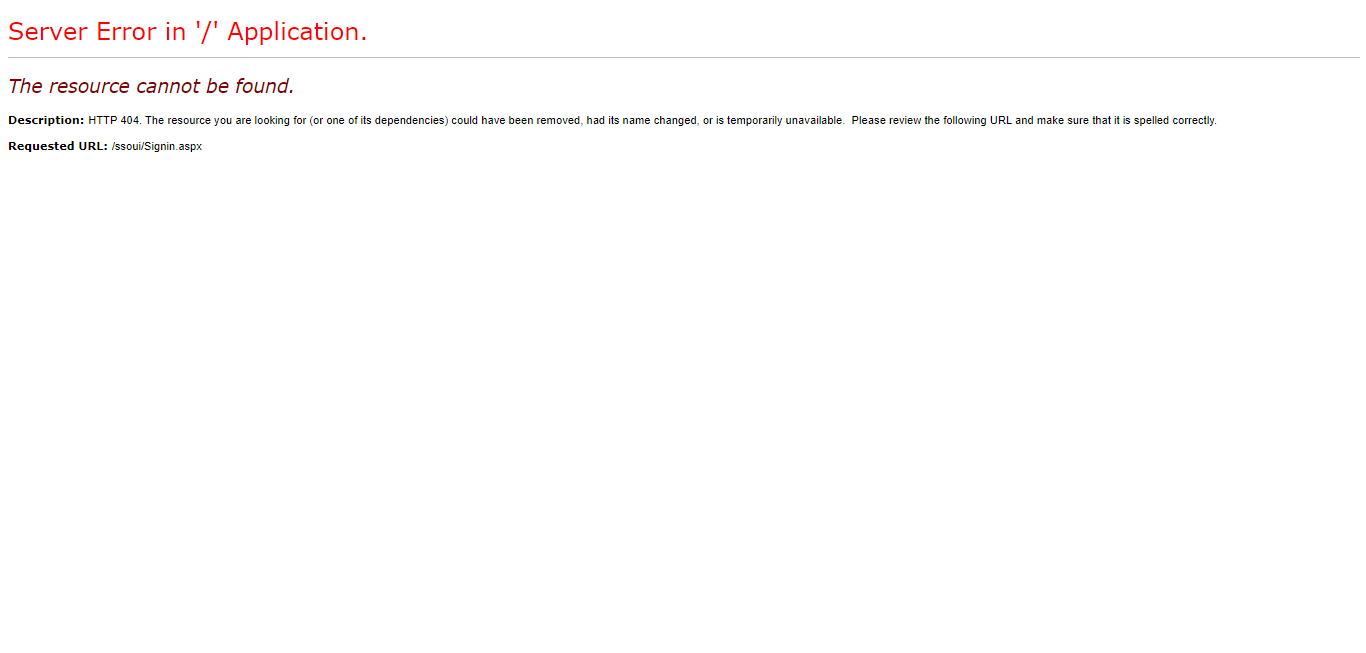 Server Error in '/' Application.
The resource cannot be found.
Description: HTTP 404. The resource you are looking for (or one of its dependencies) could have been removed, had its name changed, or is temporarily unavailable.  Please review the following URL and make sure that it is spelled correctly.
Requested URL: /ssoui/Signin.aspx